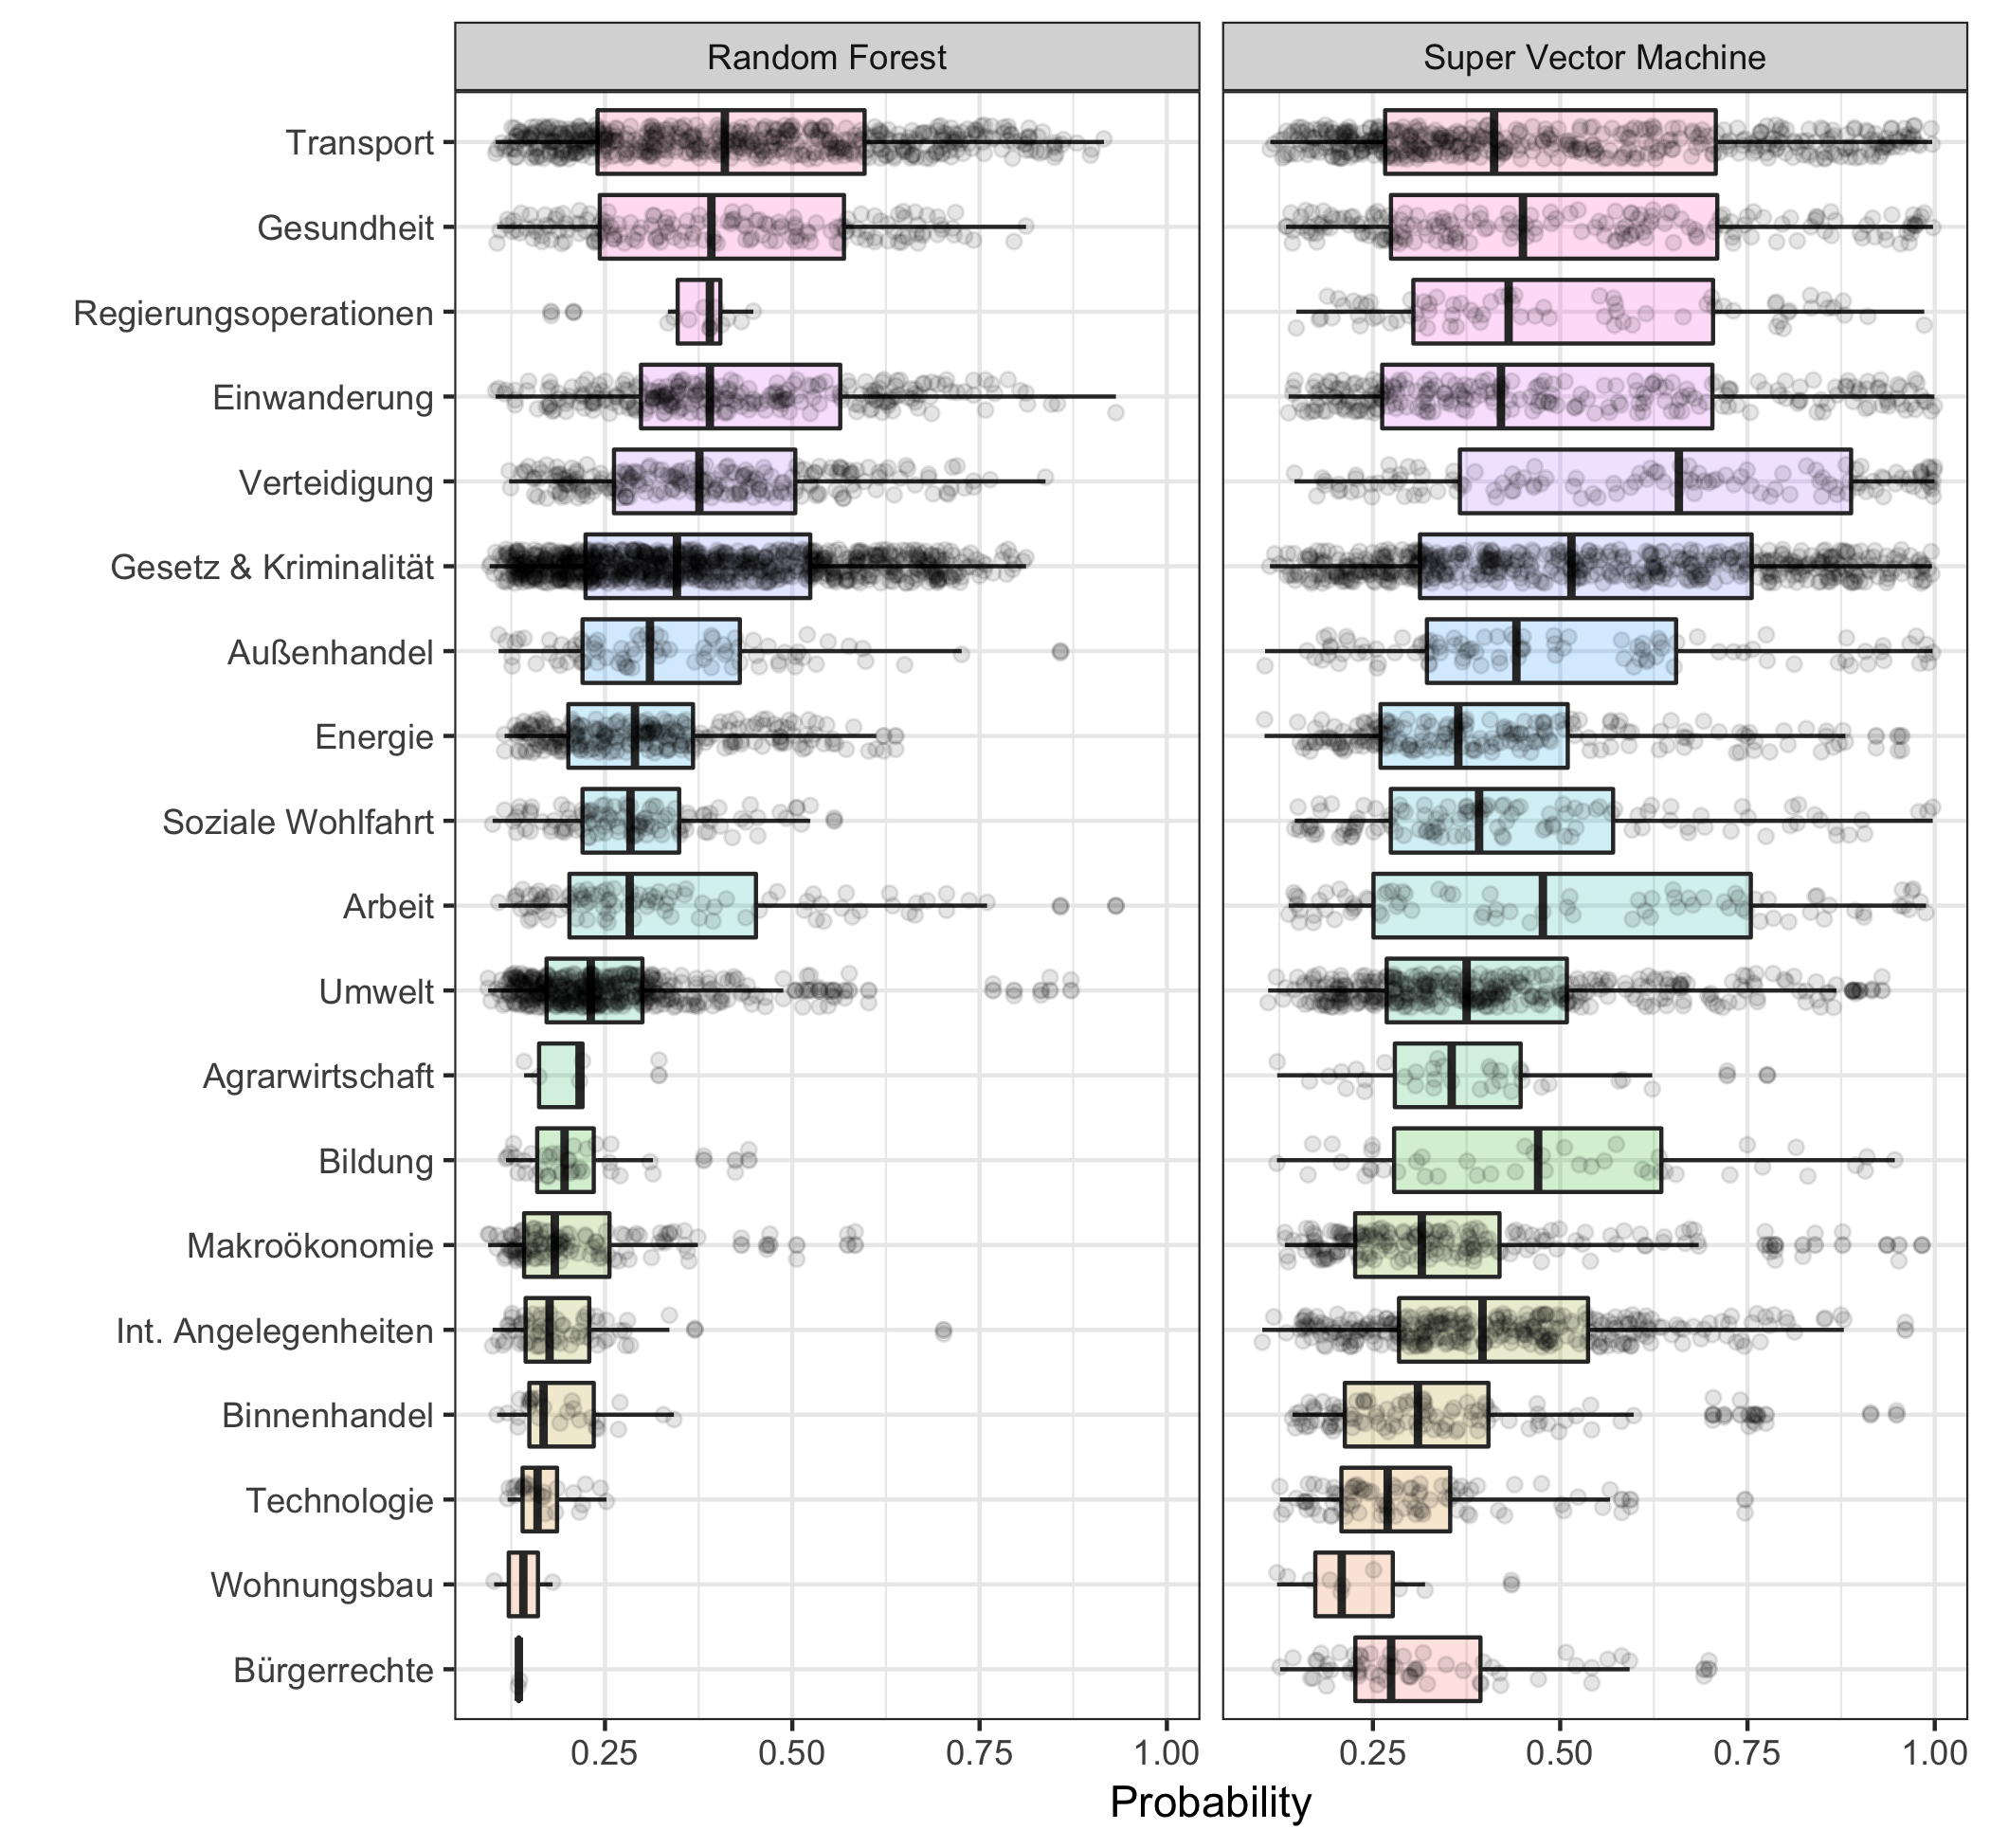 Random Forest
Super Vector Machine
Transport
Gesundheit
Regierungsoperationen
Einwanderung
Verteidigung
Gesetz & Kriminalität
Außenhandel
Energie
Soziale Wohlfahrt
Arbeit
Umwelt
Agrarwirtschaft
Bildung
Makroökonomie
Int. Angelegenheiten
Binnenhandel
Technologie
Wohnungsbau
Bürgerrechte
0.25 0.50 0.75 1.00 0.25 0.50 0.75 1.00
Probability